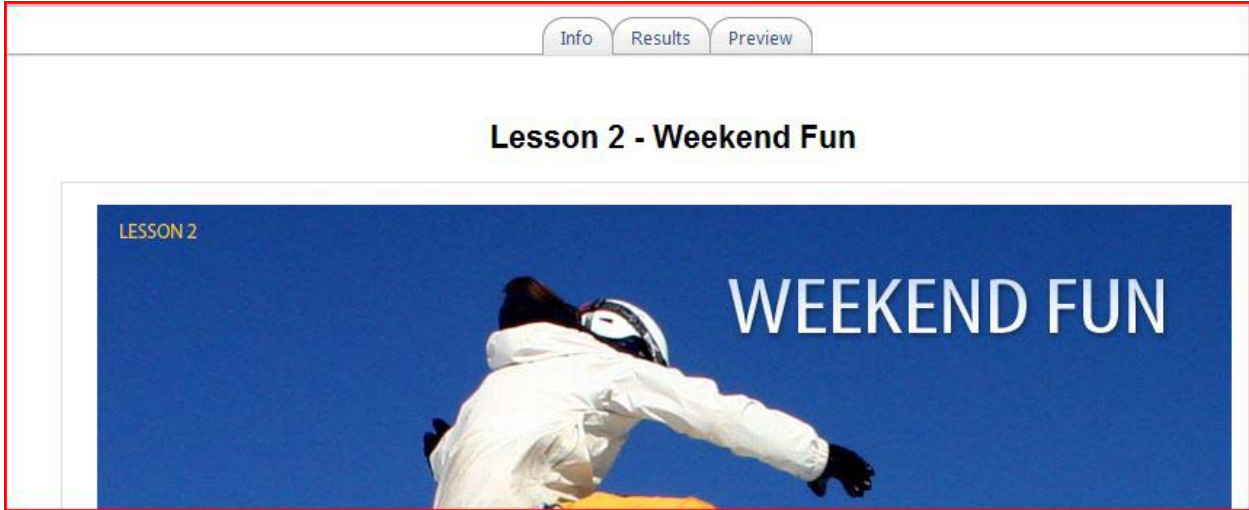 Info Results Preview
Lesson 2 - Weekend Fun
LESSON 2
WEEKEND FUN